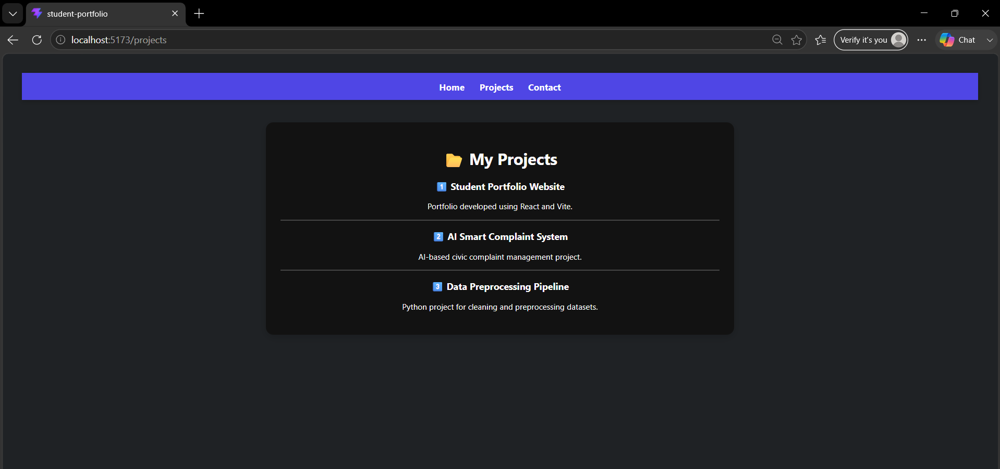 student-portfolio
localhost:5173/projects
Verify it's you
Chat
Home Projects Contact
📂 My Projects
1️⃣ Student Portfolio Website
Portfolio developed using React and Vite.
2️⃣ AI Smart Complaint System
AI-based civic complaint management project.
3️⃣ Data Preprocessing Pipeline
Python project for cleaning and preprocessing datasets.